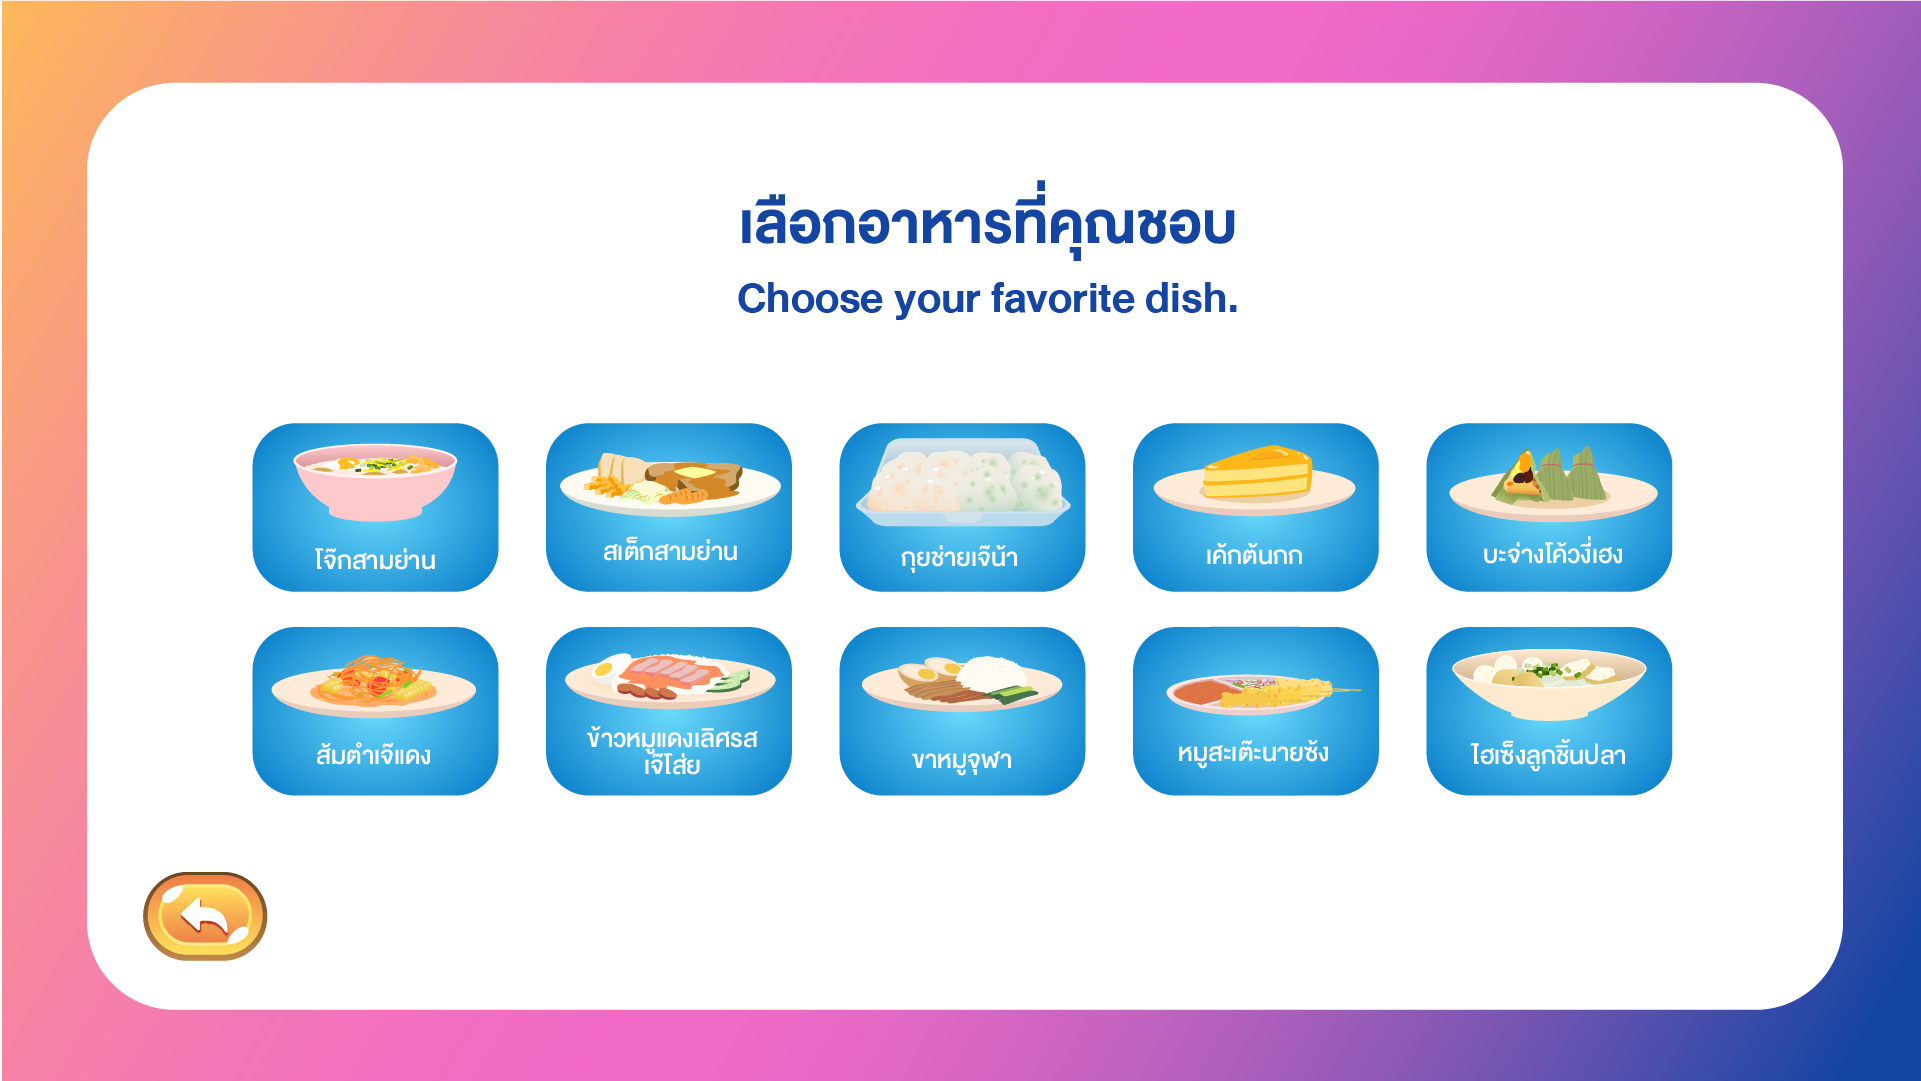 เลือกอาหารที่คุณชอบ
Choose your favorite dish.
โจ๊กสามย่าน
สเต็กสามย่าน
กุยช่ายเจ๊น้า
เค้กต้นกก
บะจ่างโค้วงี่เฮง
ส้มตำเจ๊แดง
ข้าวหมูแดงเลิศรส
เจ๊โส่ย
ขาหมูจุฬา
หมูสะเต๊ะนายซ้ง
ไฮเซ็งลูกชิ้นปลา